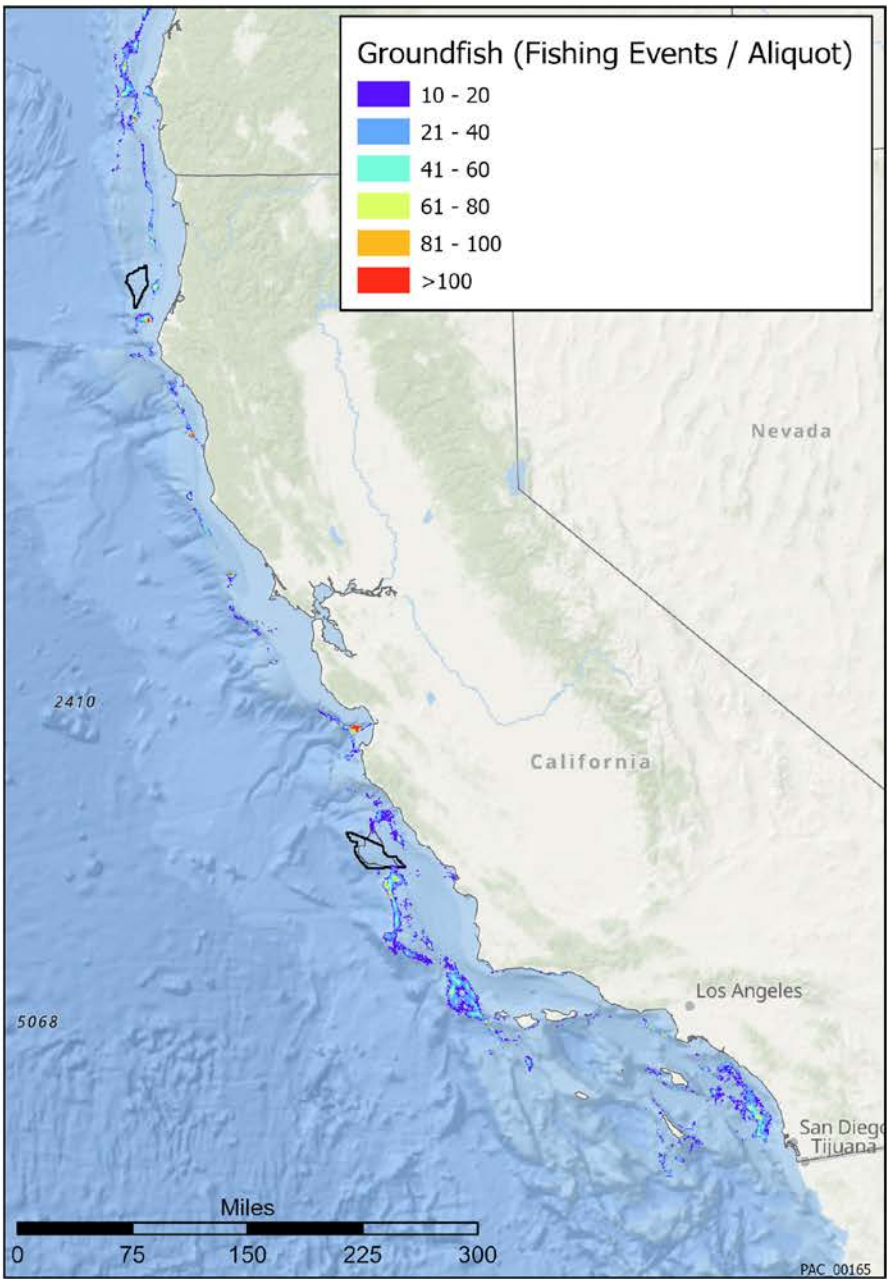 Groundfish (Fishing Events / Aliquot)
10 - 20
21 - 40
41 - 60
61 - 80
81 - 100
>100
Nevada
2410
California
Los Angeles
5068
San Diego
Tijuana
Miles
0 75 150 225 300
PAC_00165